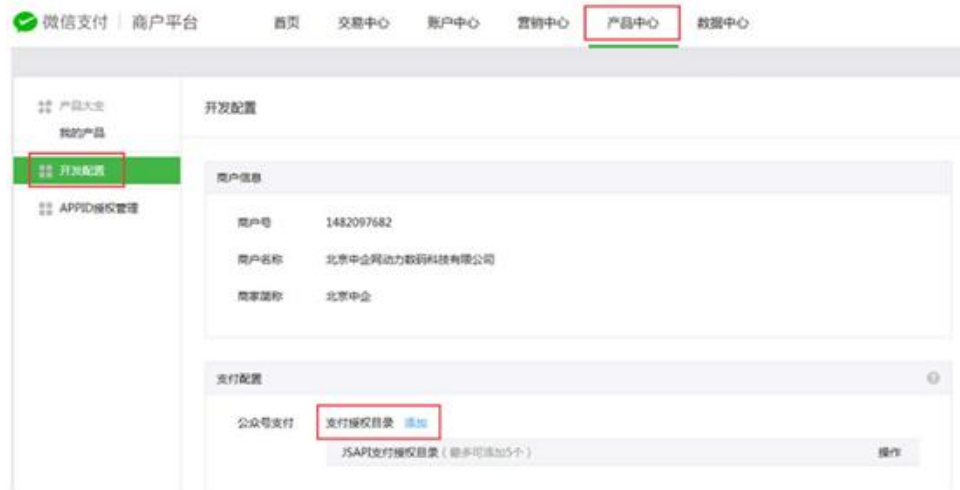 微信支付 | 商户平台 首页 交易中心 账户中心 营销中心 产品中心 数据中心
产品大全
我的产品
开发配置
APPID授权管理
开发配置
商户信息
商户号 1482097682
商户名称 北京中企网动力数码科技有限公司
商家简称 北京中企
支付配置
公众号支付 支付授权目录 添加
JSAPI支付授权目录（最多可添加5个） 操作